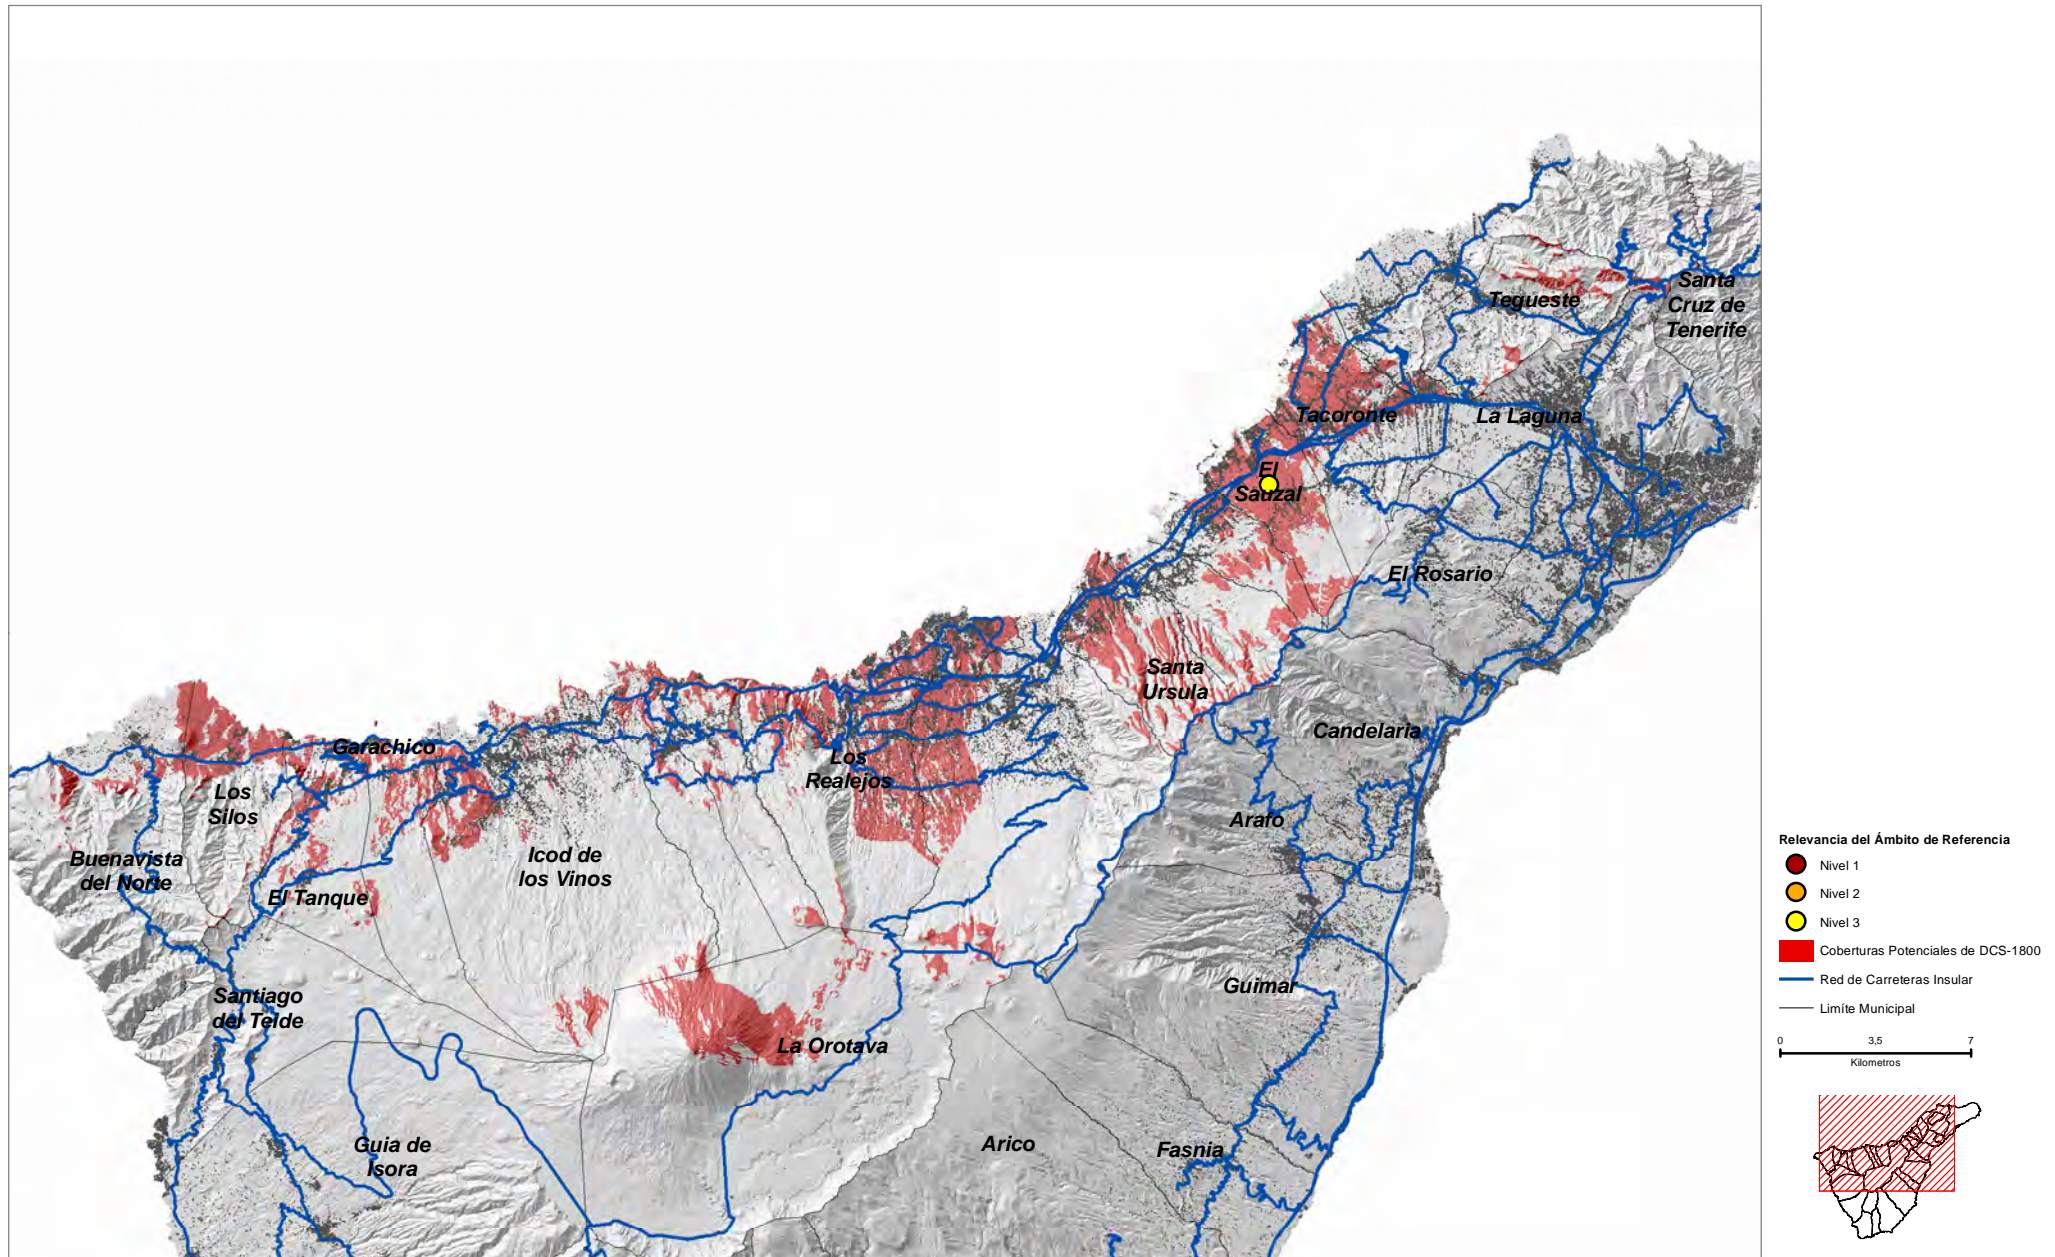 Santa
Cruz de
Tenerife
Tegueste
Tacoronte
La Laguna
El
Sauzal
El Rosario
Santa
Ursula
Candelaria
Garachico
Los
Realejos
Los
Silos
Arafo
Buenavista
del Norte
Icod de
los Vinos
El Tanque
Guimar
Santiago
del Teide
La Orotava
Guia de
Isora
Arico
Fasnia
Relevancia del Ámbito de Referencia
Nivel 1
Nivel 2
Nivel 3
Coberturas Potenciales de DCS-1800
Red de Carreteras Insular
Limíte Municipal
0 3,5 7
Kilometros